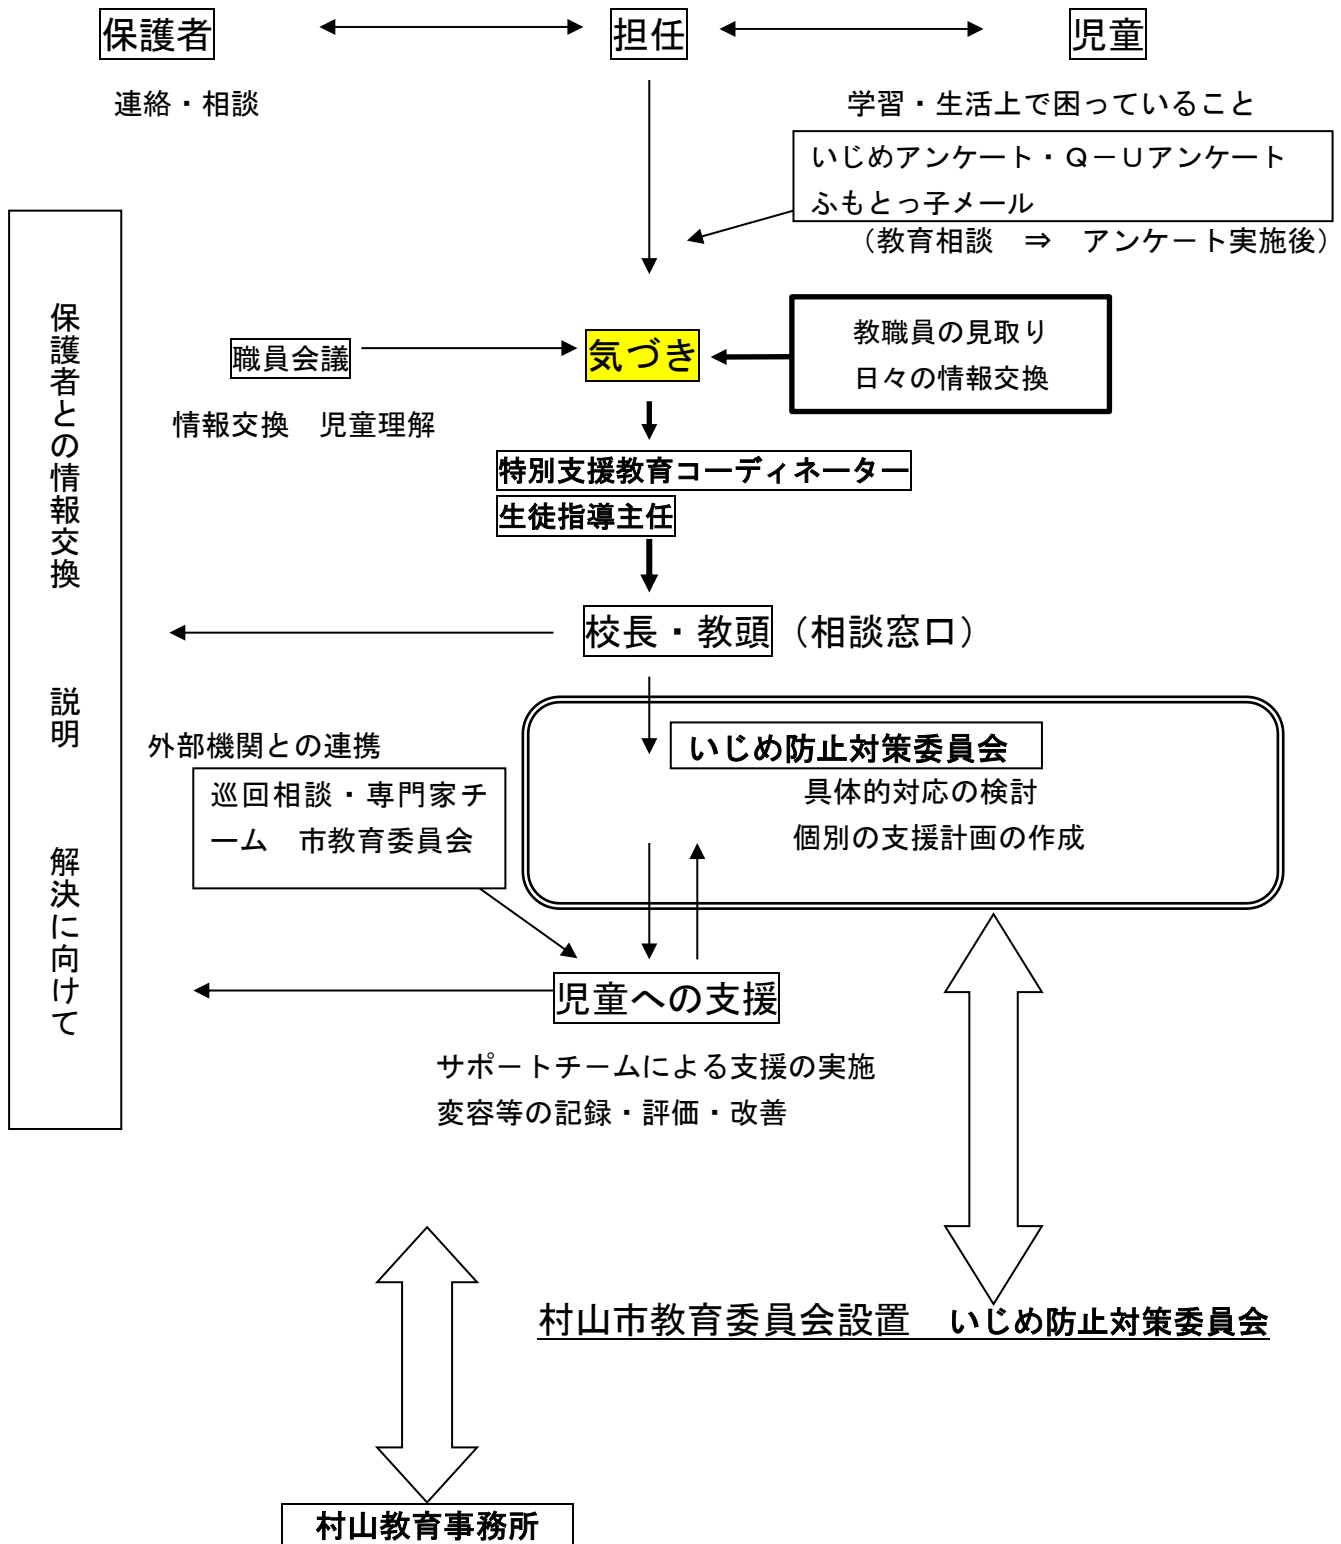 保護者
担任
児童
連絡・相談
学習・生活上で困っていること
いじめアンケート・Q－Uアンケート
ふもとっ子メール
（教育相談　⇒　アンケート実施後）
保護者との情報交換　説明　解決に向けて
職員会議
気づき
教職員の見取り
日々の情報交換
情報交換　児童理解
特別支援教育コーディネーター
生徒指導主任
校長・教頭（相談窓口）
外部機関との連携
巡回相談・専門家チ
ーム　市教育委員会
いじめ防止対策委員会
具体的対応の検討
個別の支援計画の作成
児童への支援
サポートチームによる支援の実施
変容等の記録・評価・改善
村山市教育委員会設置　いじめ防止対策委員会
村山教育事務所